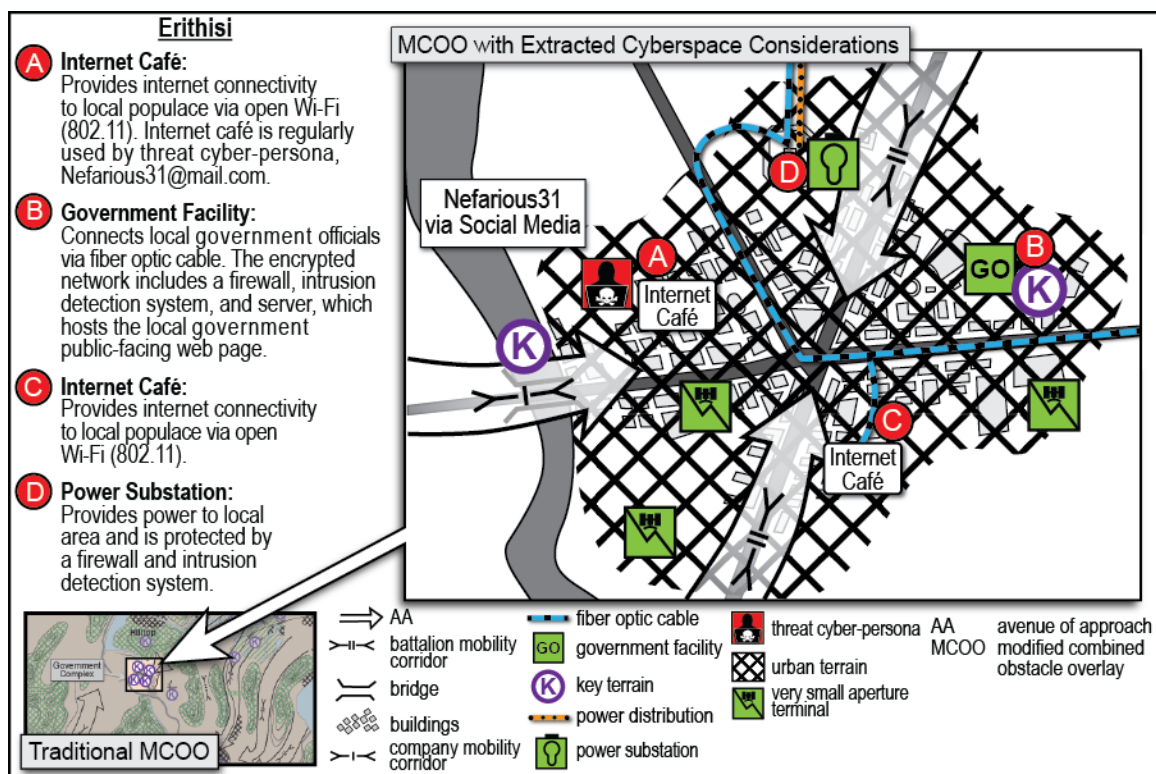 Erithisi
A
Internet Café:
Provides internet connectivity
to local populace via open Wi-Fi
(802.11). Internet café is regularly
used by threat cyber-persona,
Nefarious31@mail.com.
B
Government Facility:
Connects local government officials
via fiber optic cable. The encrypted
network includes a firewall, intrusion
detection system, and server, which
hosts the local government
public-facing web page.
C
Internet Café:
Provides internet connectivity
to local populace via open
Wi-Fi (802.11).
D
Power Substation:
Provides power to local
area and is protected by
a firewall and intrusion
detection system.
MCOO with Extracted Cyberspace Considerations
D
Nefarious31
via Social Media
A
Internet
Café
B
GO
K
K
C
Internet
Café
Hilltop
Government
Complex
K
K
K
K
Traditional MCOO
AA
battalion mobility
corridor
bridge
buildings
company mobility
corridor
fiber optic cable
GO
government facility
K
key terrain
power distribution
power substation
threat cyber-persona
urban terrain
very small aperture
terminal
AA avenue of approach
MCOO modified combined
obstacle overlay